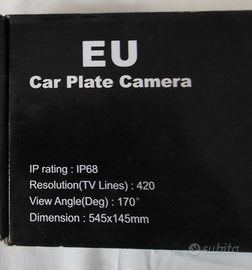 EU
Car Plate Camera
IP rating : IP68
Resolution(TV Lines) : 420
View Angle(Deg) : 170°
Dimension : 545x145mm
subito